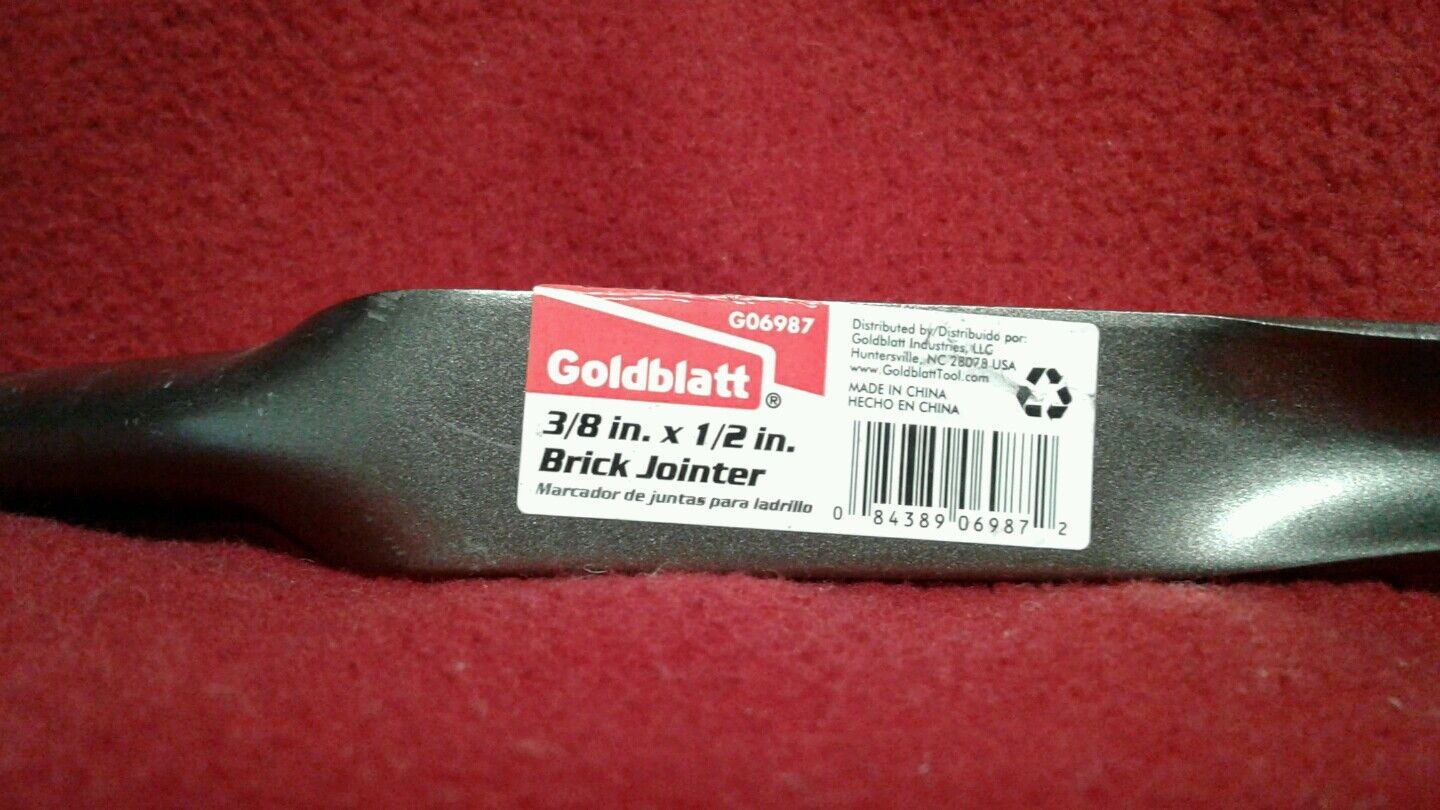 G06987
Goldblatt®
3/8 in. x 1/2 in.
Brick Jointer
Marcador de juntas para ladrillo
Distributed by/Distribuido por:
Goldblatt Industries, LLC
Huntersville, NC 28078 USA
www.GoldblattTool.com
MADE IN CHINA
HECHO EN CHINA
0 84389 06987 2